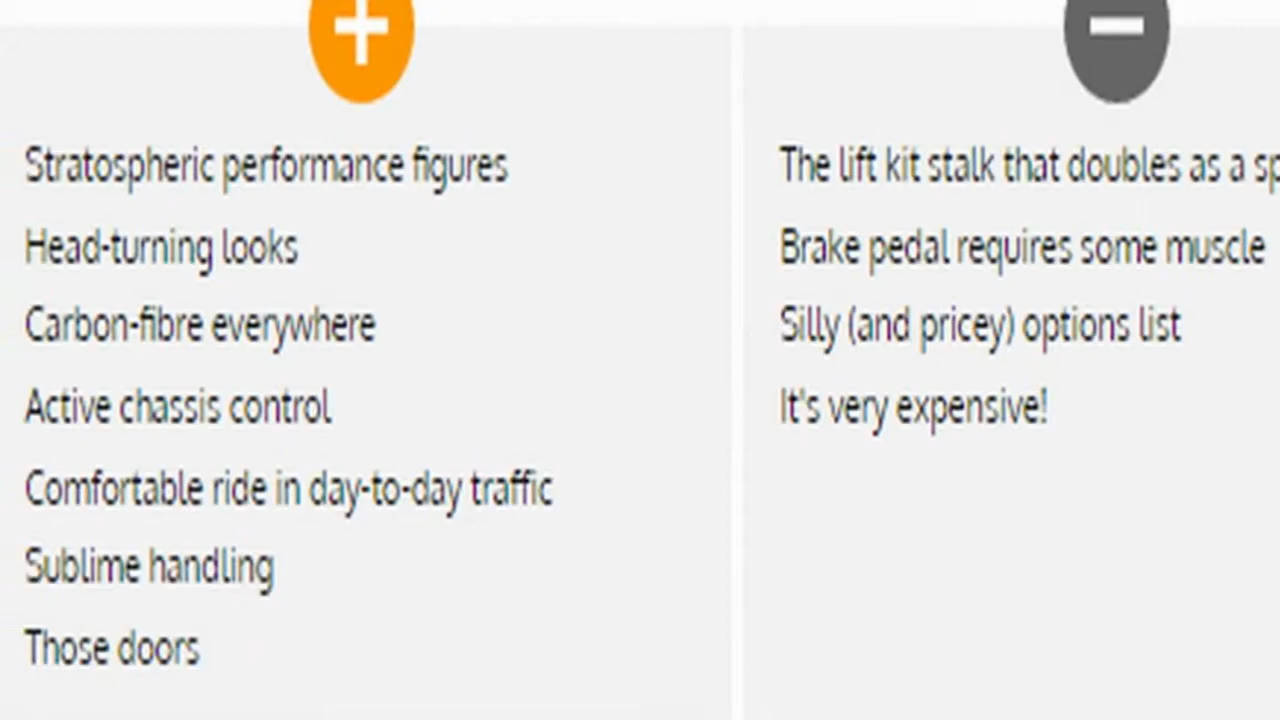 Stratospheric performance figures
Head-turning looks
Carbon-fibre everywhere
Active chassis control
Comfortable ride in day-to-day traffic
Sublime handling
Those doors
The lift kit stalk that doubles as a
Brake pedal requires some muscle
Silly (and pricey) options list
It's very expensive!